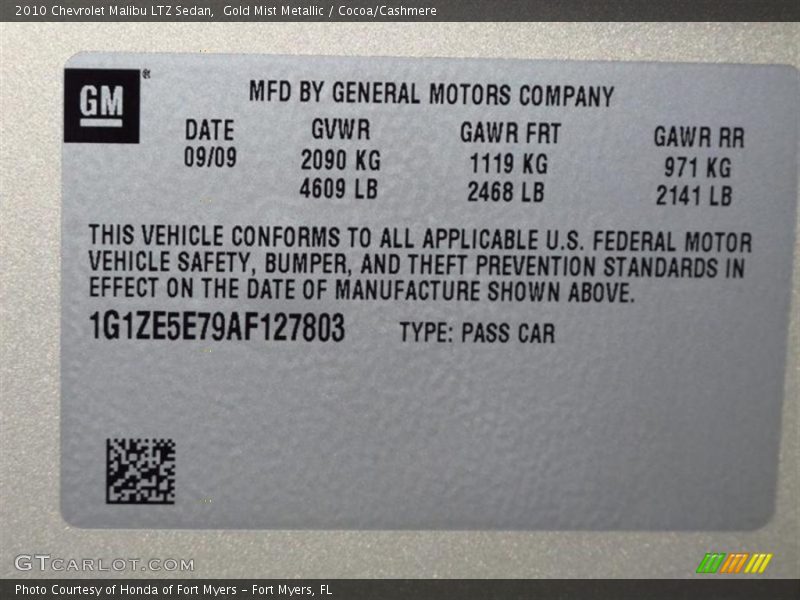 2010 Chevrolet Malibu LTZ Sedan, Gold Mist Metallic / Cocoa/Cashmere
GM ®
MFD BY GENERAL MOTORS COMPANY
DATE GVWR GAWR FRT GAWR RR
09/09 2090 KG 1119 KG 971 KG
4609 LB 2468 LB 2141 LB
THIS VEHICLE CONFORMS TO ALL APPLICABLE U.S. FEDERAL MOTOR
VEHICLE SAFETY, BUMPER, AND THEFT PREVENTION STANDARDS IN
EFFECT ON THE DATE OF MANUFACTURE SHOWN ABOVE.
1G1ZE5E79AF127803 TYPE: PASS CAR
GTCARLOT.COM
Photo Courtesy of Honda of Fort Myers - Fort Myers, FL